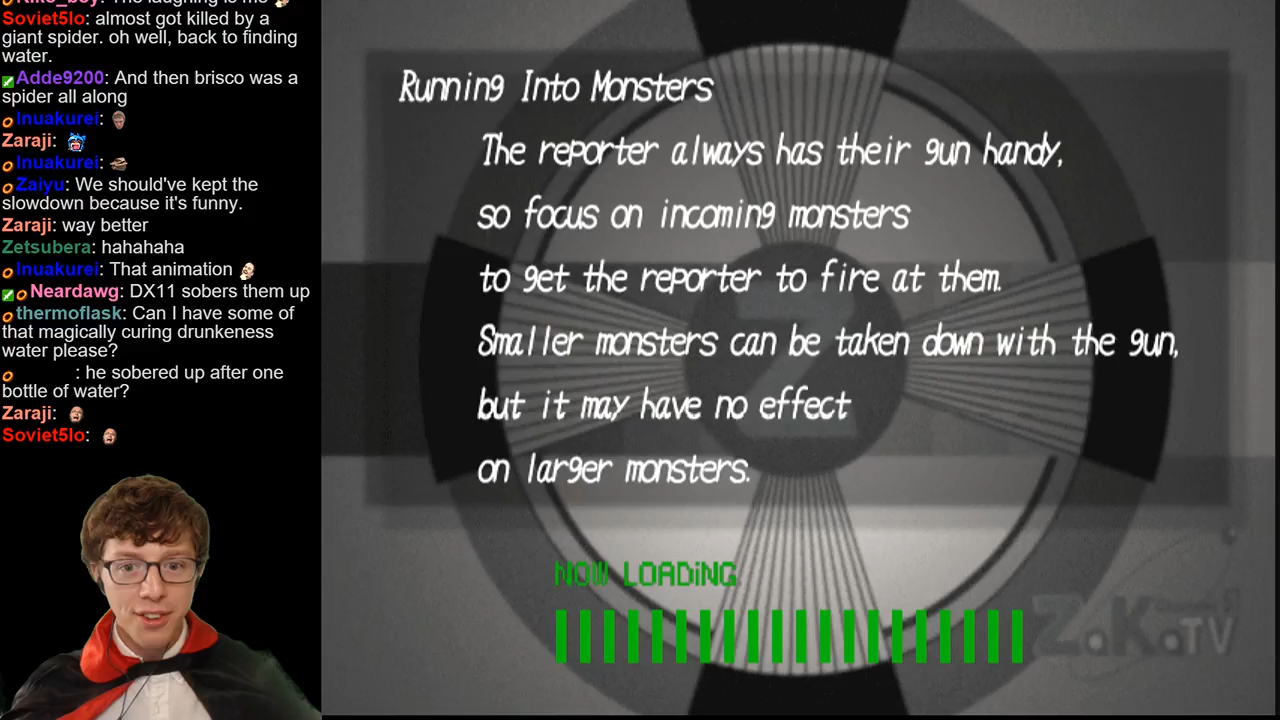 Soviet5lo: almost got killed by a
giant spider. oh well, back to finding
water.
Adde9200: And then brisco was a
spider all along
Inuakurei:
Zaraji:
Inuakurei:
Zaiyu: We should've kept the
slowdown because it's funny.
Zaraji: way better
Zetsubera: hahahaha
Inuakurei: That animation
Neardawg: DX11 sobers them up
thermoflask: Can I have some of
that magically curing drunkeness
water please?
: he sobered up after one
bottle of water?
Zaraji:
Soviet5lo:
Running Into Monsters
The reporter always has their gun handy,
so focus on incoming monsters
to get the reporter to fire at them.
Smaller monsters can be taken down with the gun,
but it may have no effect
on larger monsters.
2
NOW LOADING
ZaKaTV